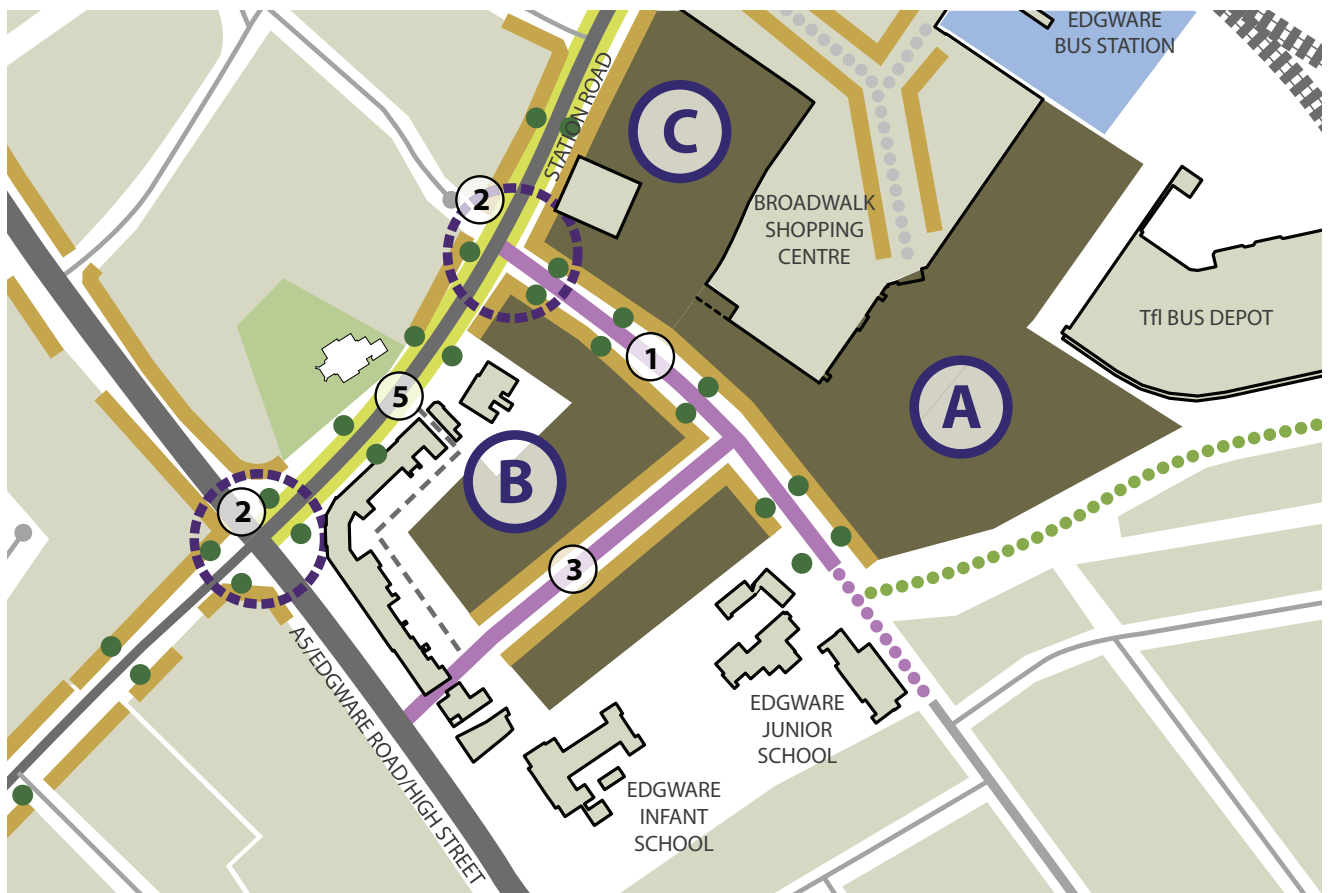 EDGWARE
BUS STATION
STATION ROAD
C
2
BROADWALK
SHOPPING
CENTRE
Tfl BUS DEPOT
1
5
A
B
2
3
A5/EDGWARE ROAD/HIGH STREET
EDGWARE
JUNIOR
SCHOOL
EDGWARE
INFANT
SCHOOL